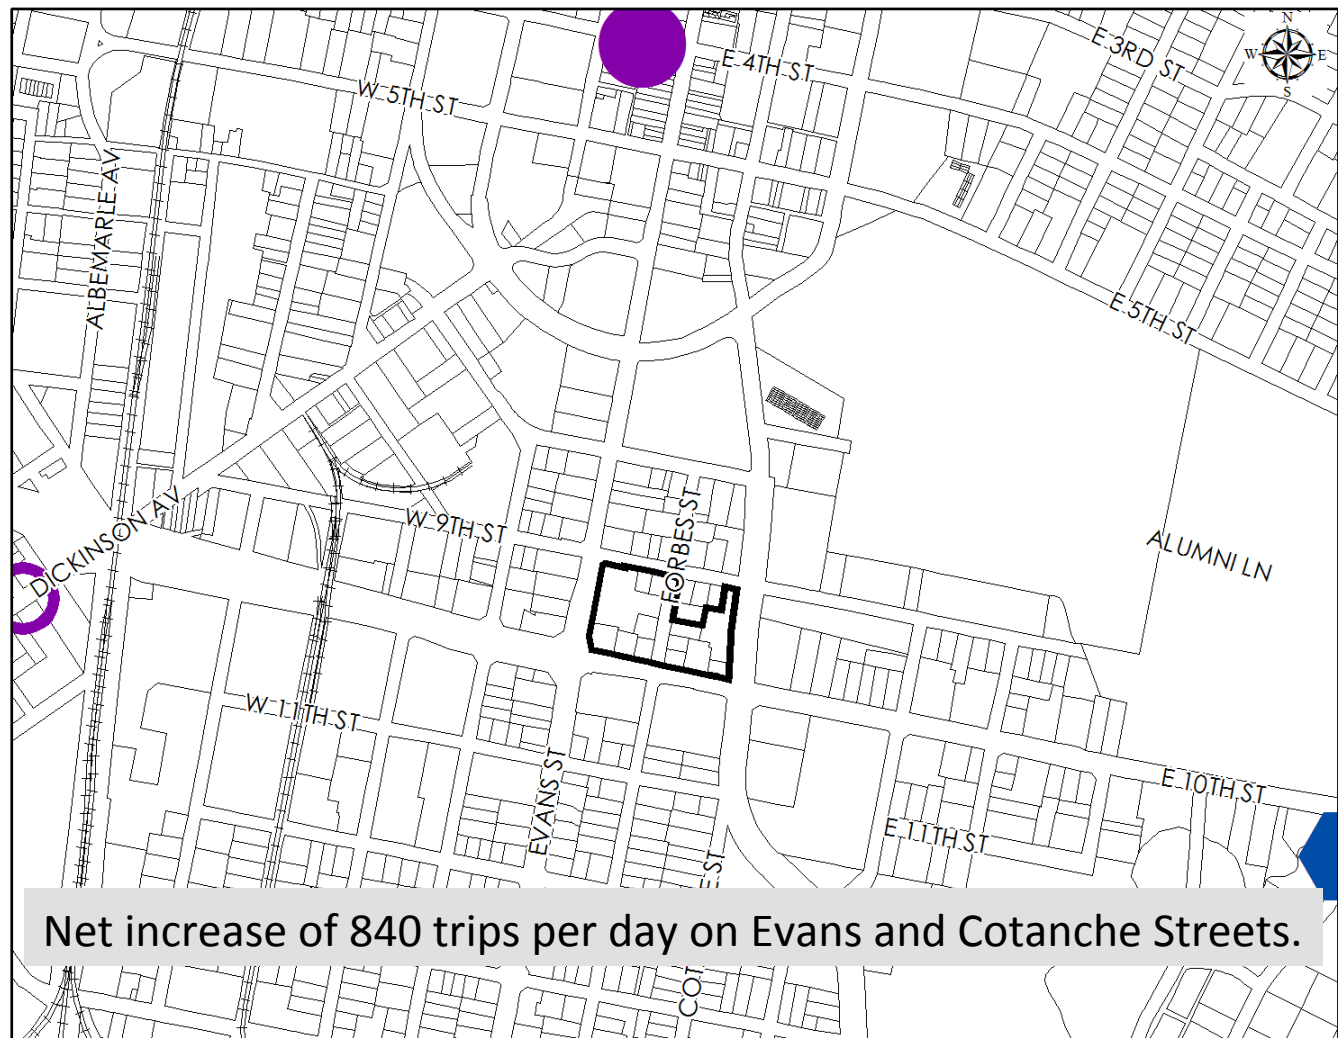 N
W E
S
E 3RD ST
E 4TH ST
W 5TH ST
ALBEMARLE AV
E 5TH ST
DICKINSON AV
W 9TH ST
FORBES ST
ALUMNI LN
W 11TH ST
EVANS ST
E 10TH ST
E 11TH ST
Net increase of 840 trips per day on Evans and Cotanche Streets.